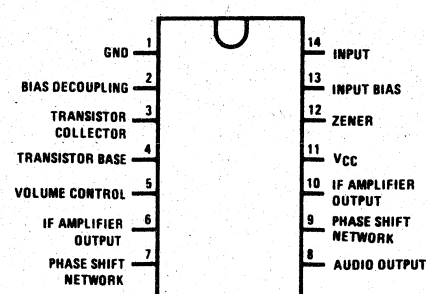 GND 1
BIAS DECOUPLING 2
TRANSISTOR 3
COLLECTOR
TRANSISTOR BASE 4
VOLUME CONTROL 5
IF AMPLIFIER 6
OUTPUT
PHASE SHIFT 7
NETWORK
14 INPUT
13 INPUT BIAS
12 ZENER
11 VCC
10 IF AMPLIFIER
OUTPUT
9 PHASE SHIFT
NETWORK
8 AUDIO OUTPUT